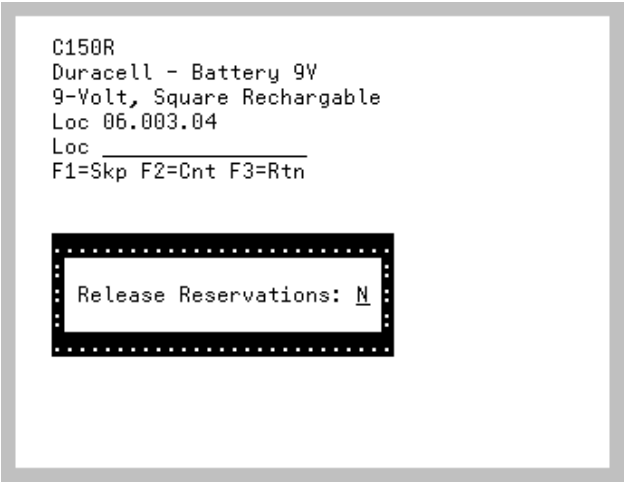 C150R
Duracell - Battery 9V
9-Volt, Square Rechargable
Loc 06.003.04
Loc
F1=Skp F2=Cnt F3=Rtn
Release Reservations: N